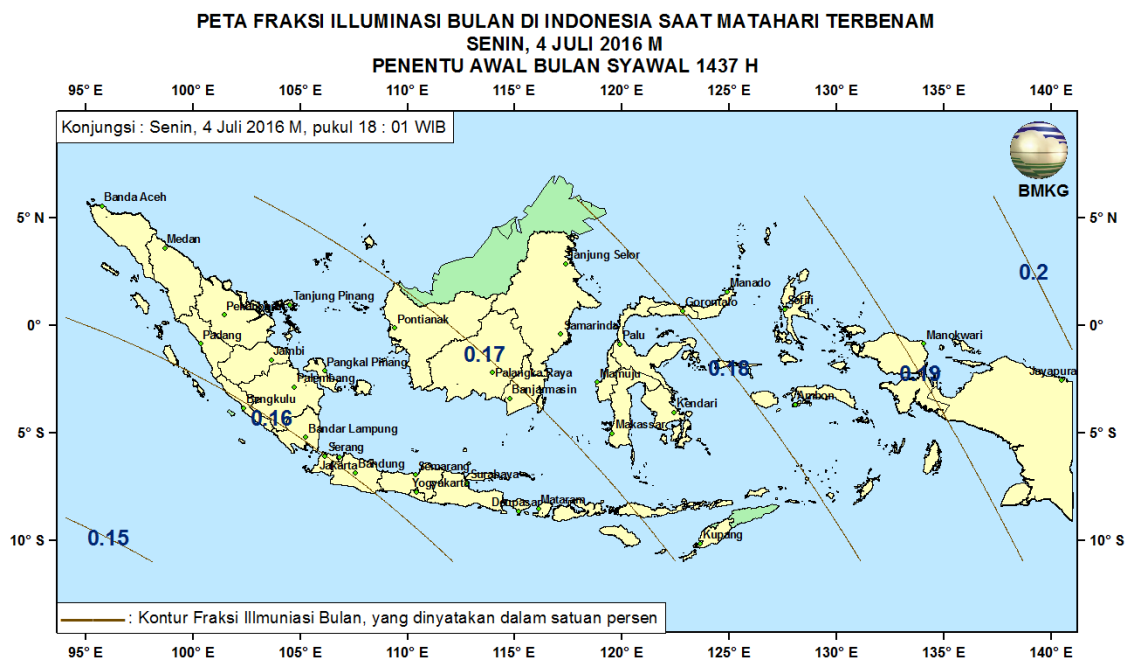 PETA FRAKSI ILLUMINASI BULAN DI INDONESIA SAAT MATAHARI TERBENAM
SENIN, 4 JULI 2016 M
PENENTU AWAL BULAN SYAWAL 1437 H
95° E 100° E 105° E 110° E 115° E 120° E 125° E 130° E 135° E 140° E
Konjungsi : Senin, 4 Juli 2016 M, pukul 18 : 01 WIB
BMKG
Banda Aceh
5° N 5° N
Medan
Tanjung Selor
0.2
Manado
Tanjung Pinang
Gorontalo
Sofifi
Pontianak
0° 0°
Samarinda
Palu
Manokwari
Padang
Jambi
Pangkal Pinang
0.17
Palangka Raya
Mamuju
0.18
0.19
Jayapura
Palembang
Banjarmasin
Bengkulu
0.16
Kendari
Ambon
Makassar
5° S 5° S
Bandar Lampung
Serang
Jakarta
Bandung
Semarang
Surabaya
Yogyakarta
Denpasar
Mataram
Kupang
10° S 10° S
0.15
: Kontur Fraksi Illmuniasi Bulan, yang dinyatakan dalam satuan persen
95° E 100° E 105° E 110° E 115° E 120° E 125° E 130° E 135° E 140° E